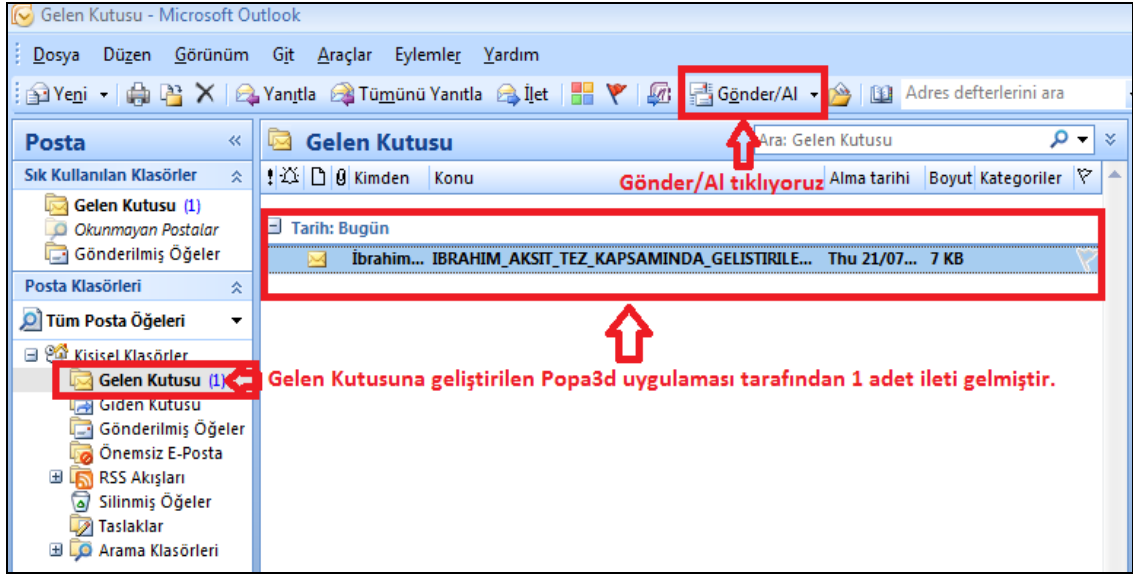 Gelen Kutusu - Microsoft Outlook
Dosya Düzen Görünüm Git Araçlar Eylemler Yardım
Yeni Yanıtla Tümünü Yanıtla İlet Gönder/Al Adres defterlerini ara
Posta «
Gelen Kutusu
Ara: Gelen Kutusu
Sık Kullanılan Klasörler
Kimden Konu
Gönder/Al tıklıyoruz
Alma tarihi Boyut Kategoriler
Gelen Kutusu (1)
Okunmayan Postalar
Gönderilmiş Öğeler
Tarih: Bugün
İbrahim... IBRAHIM_AKSIT_TEZ_KAPSAMINDA_GELISTIRILE... Thu 21/07... 7 KB
Posta Klasörleri
Tüm Posta Öğeleri
Kişisel Klasörler
Gelen Kutusu (1)
Gelen Kutusuna geliştirilen Popa3d uygulaması tarafından 1 adet ileti gelmiştir.
Giden Kutusu
Gönderilmiş Öğeler
Önemsiz E-Posta
RSS Akışları
Silinmiş Öğeler
Taslaklar
Arama Klasörleri